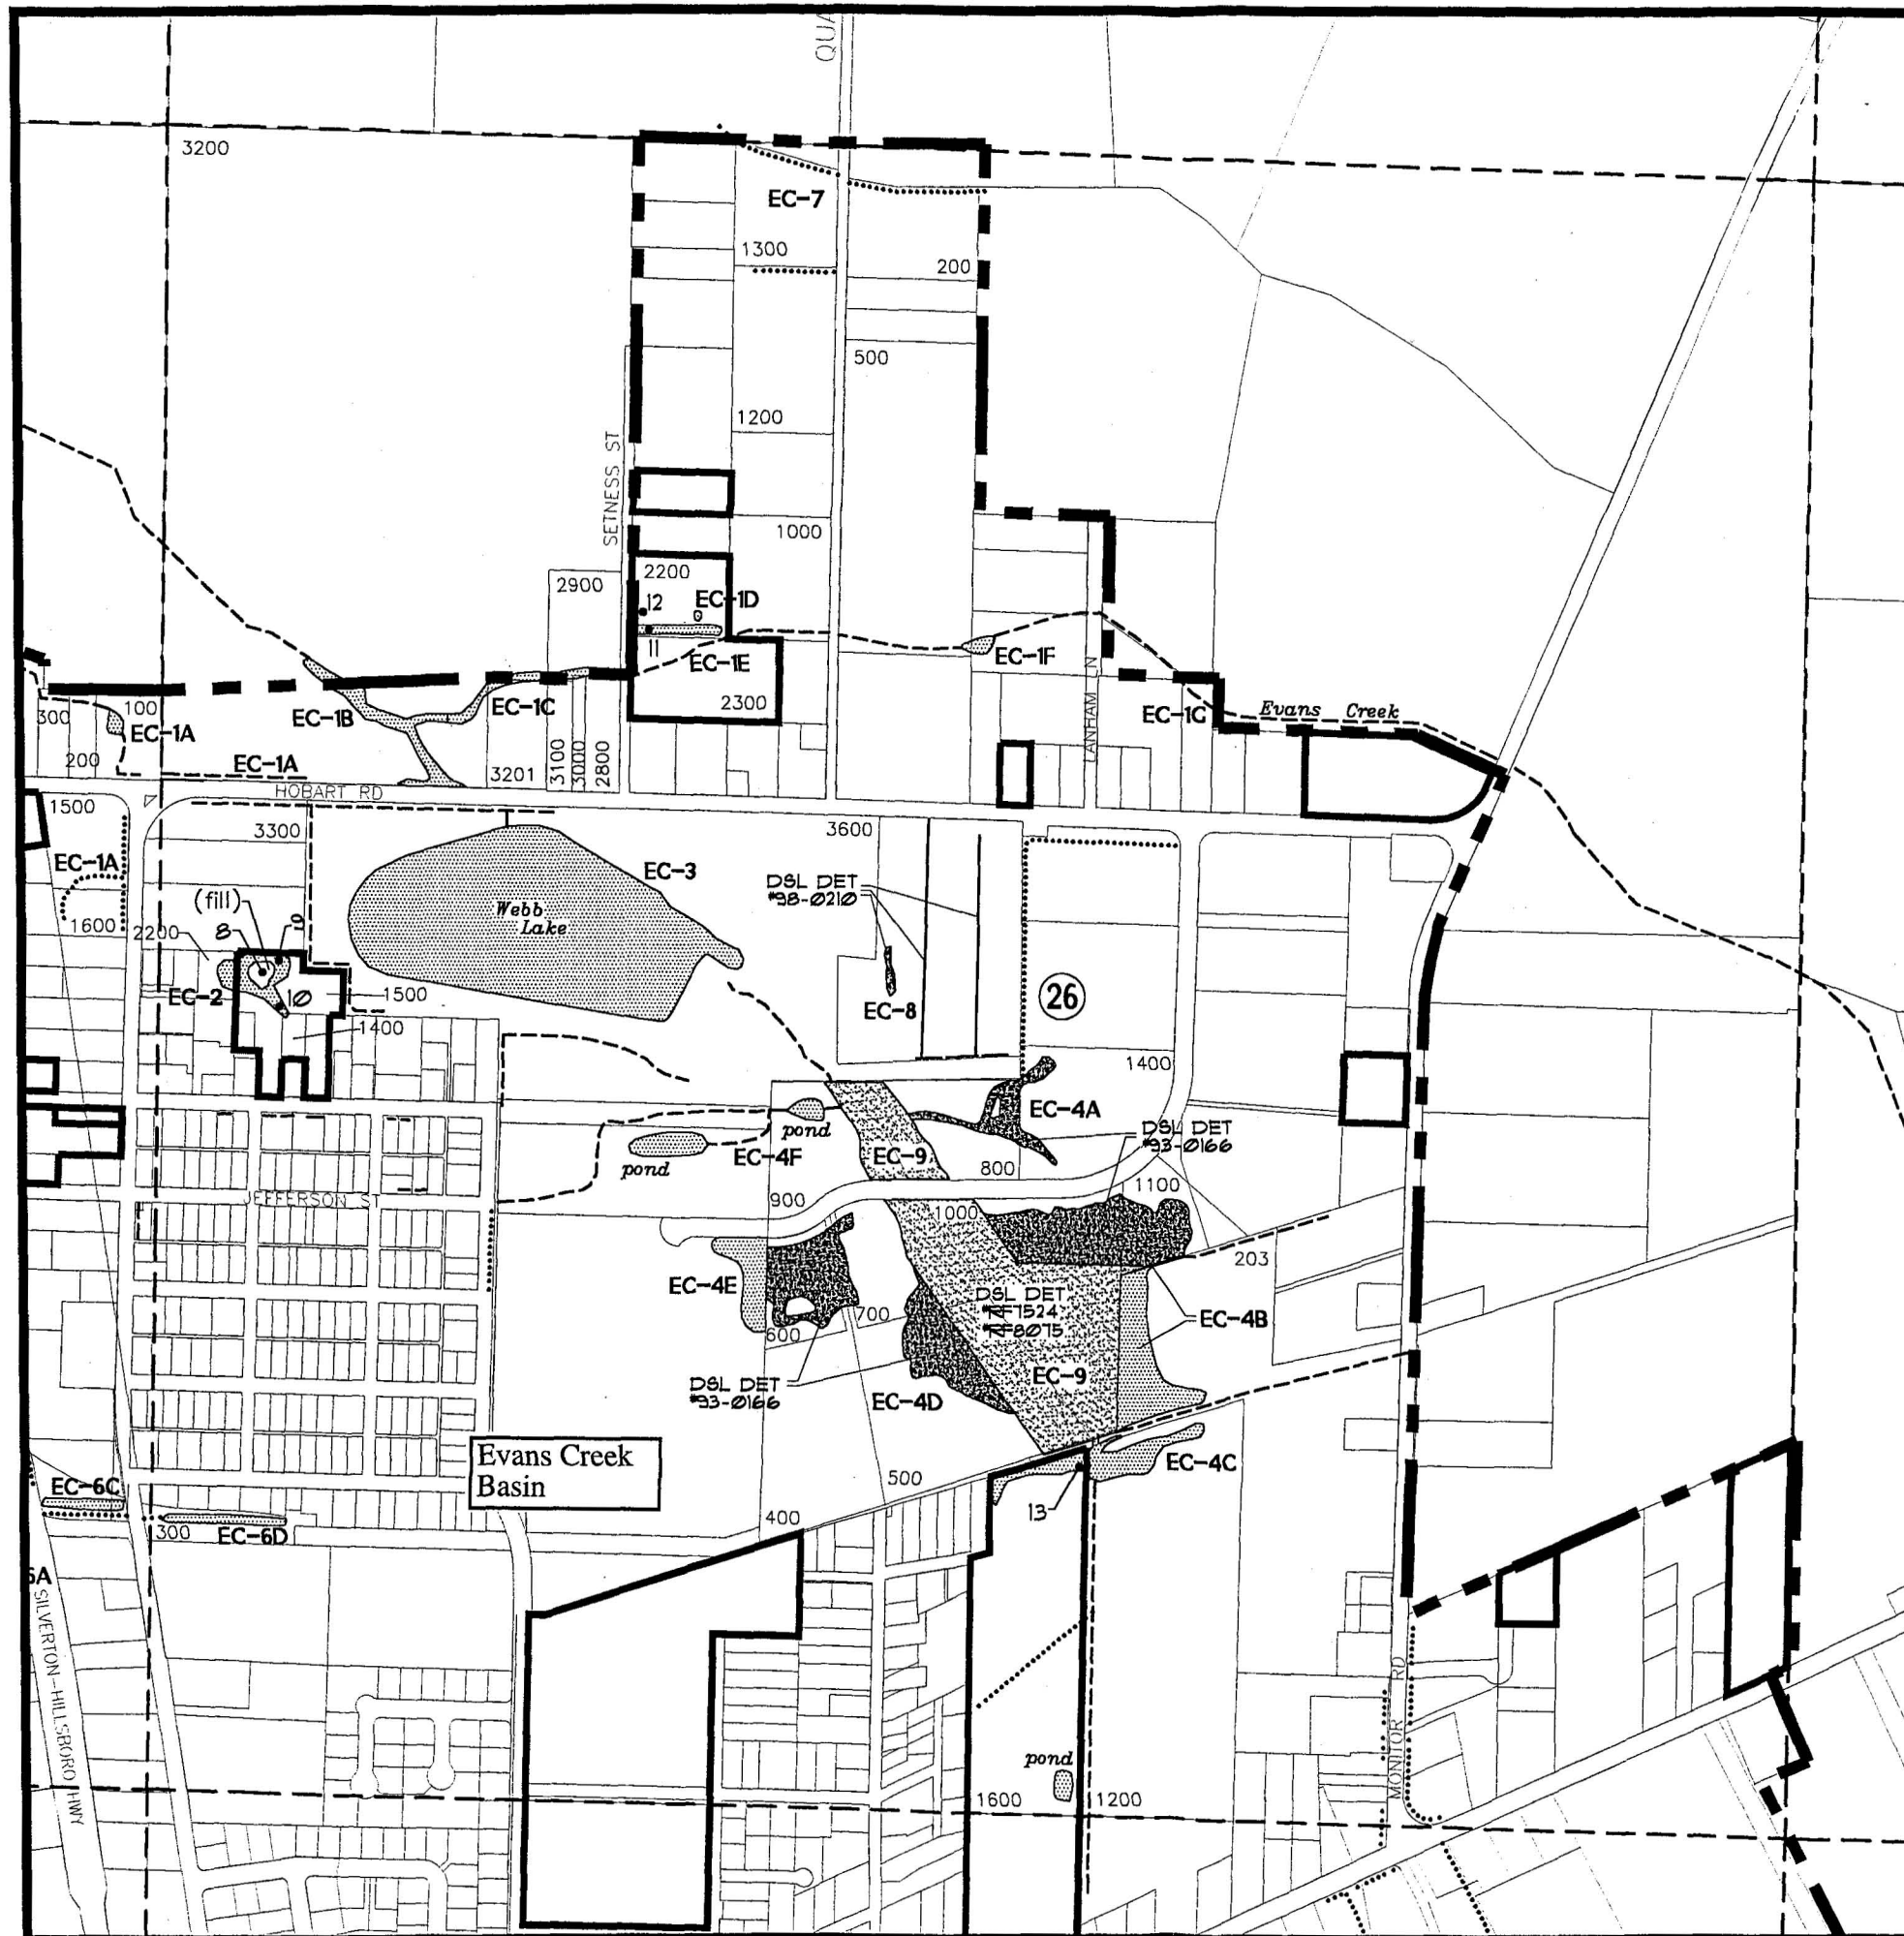 QUA
3200
EC-7
1300
200
500
1200
SETNESS ST
1000
2900
2200
EC-1D
12
11
EC-1E
EC-1F
2300
LANHAM LN
EC-1G
Evans Creek
300
100
EC-1A
EC-1B
EC-1C
200
EC-1A
3201
3100
3000
2800
HOBART RD
1500
3300
3600
EC-1A
EC-3
DSL DET
#98-0210
(fill)
9
8
Webb
Lake
1600
2200
EC-2
10
1500
EC-8
26
1400
1400
EC-4A
pond
DSL DET
#93-0166
pond
EC-4F
EC-9
800
JEFFERSON ST
900
1000
1100
203
EC-4E
DSL DET
#RF7524
#RF8075
700
600
EC-4B
EC-9
DSL DET
#93-0166
EC-4D
Evans Creek
Basin
EC-4C
EC-6C
500
13
400
300
EC-6D
6A
SILVERTON-HILLSBORO HWY
MONITOR RD
pond
1600
1200